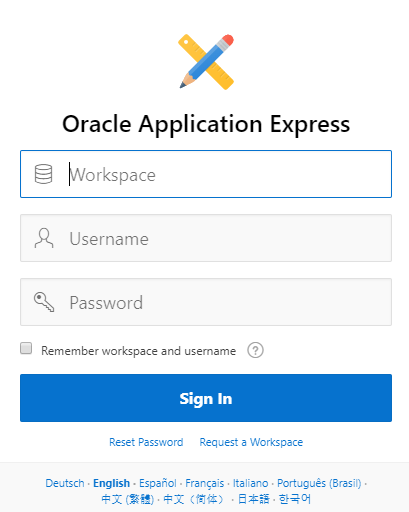 Oracle Application Express
Workspace
Username
Password
Remember workspace and username ?
Sign In
Reset Password Request a Workspace
Deutsch · English · Español · Français · Italiano · Português (Brasil) ·
中文 (繁體) · 中文（简体） · 日本語 · 한국어